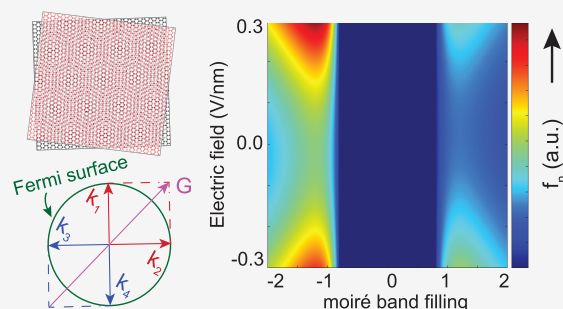 Fermi surface
G
k1
k3
k2
k4
Electric field (V/nm)
0.3
0.0
-0.3
-2 -1 0 1 2
moiré band filling
fn (a.u.)